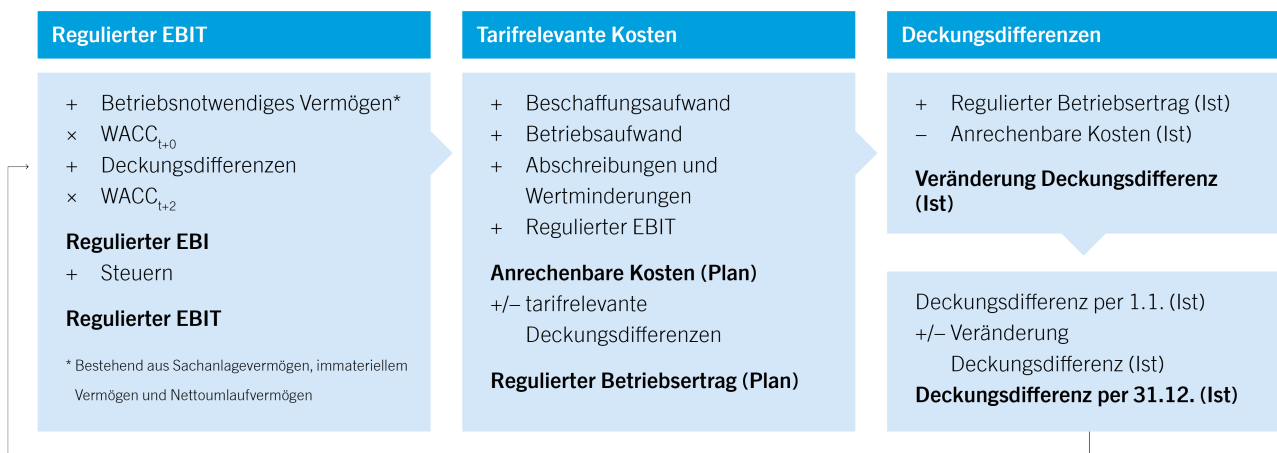 Regulierter EBIT
+ Betriebsnotwendiges Vermögen*
× WACCt+0
+ Deckungsdifferenzen
× WACCt+2
Regulierter EBI
+ Steuern
Regulierter EBIT
* Bestehend aus Sachanlagevermögen, immateriellem
Vermögen und Nettoumlaufvermögen
Tarifrelevante Kosten
+ Beschaffungsaufwand
+ Betriebsaufwand
+ Abschreibungen und
Wertminderungen
+ Regulierter EBIT
Anrechenbare Kosten (Plan)
+/– tarifrelevante
Deckungsdifferenzen
Regulierter Betriebsertrag (Plan)
Deckungsdifferenzen
+ Regulierter Betriebsertrag (Ist)
– Anrechenbare Kosten (Ist)
Veränderung Deckungsdifferenz
(Ist)
Deckungsdifferenz per 1.1. (Ist)
+/– Veränderung
Deckungsdifferenz (Ist)
Deckungsdifferenz per 31.12. (Ist)